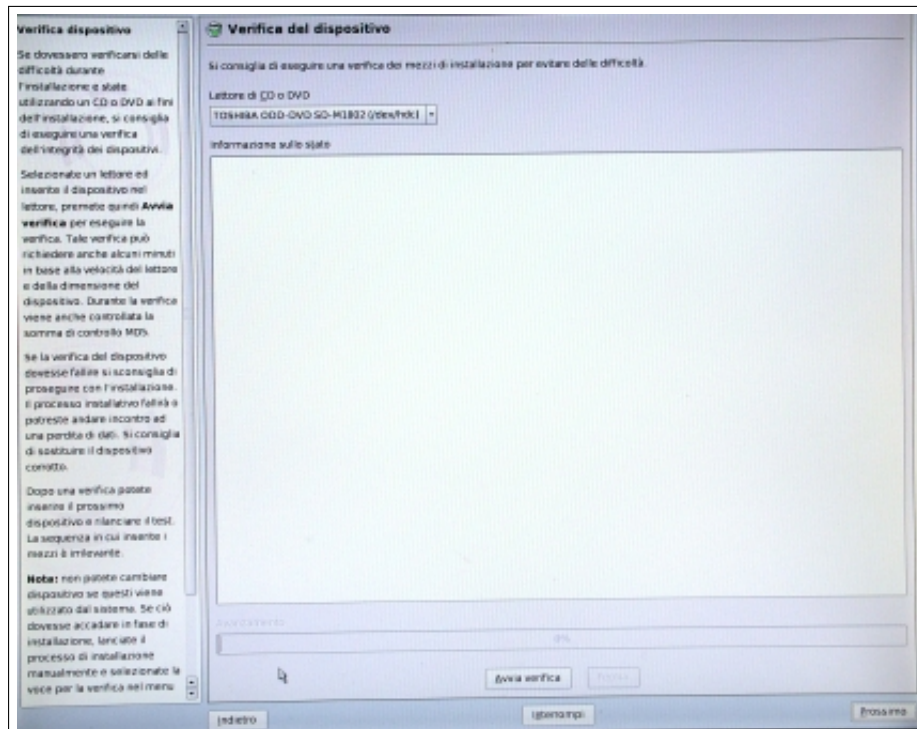 Verifica dispositivo
Se dovessero verificarsi delle
difficoltà durante
l'installazione e state
utilizzando un CD o DVD ai fini
dell'installazione, si consiglia
di eseguire una verifica
dell'integrità dei dispositivi.
Selezionate un lettore ed
inserite il dispositivo nel
lettore, premete quindi Avvia
verifica per eseguire la
verifica. Tale verifica può
richiedere anche alcuni minuti
in base alla velocità del lettore
e della dimensione del
dispositivo. Durante la verifica
viene anche controllata la
somma di controllo MD5.
Se la verifica del dispositivo
dovesse fallire si sconsiglia di
proseguire con l'installazione.
Il processo installativo fallirà o
potreste andare incontro ad
una perdita di dati. Si consiglia
di sostituire il dispositivo
corrotto.
Dopo una verifica potete
inserire il prossimo
dispositivo e rilanciare il test.
La sequenza in cui inserite i
mezzi è irrilevante.
Nota: non potete cambiare
dispositivo se questi viene
utilizzato dal sistema. Se ciò
dovesse accadare in fase di
installazione, lanciate il
processo di installazione
manualmente e selezionate la
voce per la verifica nel menu
Verifica del dispositivo
Si consiglia di eseguire una verifica dei mezzi di installazione per evitare delle difficoltà.
Lettore di CD o DVD
TOSHIBA ODD-DVD SD-M1802 (/dev/hdc)
Informazione sullo stato
0%
Avvia verifica
Indietro
Interrompi
Prossimo